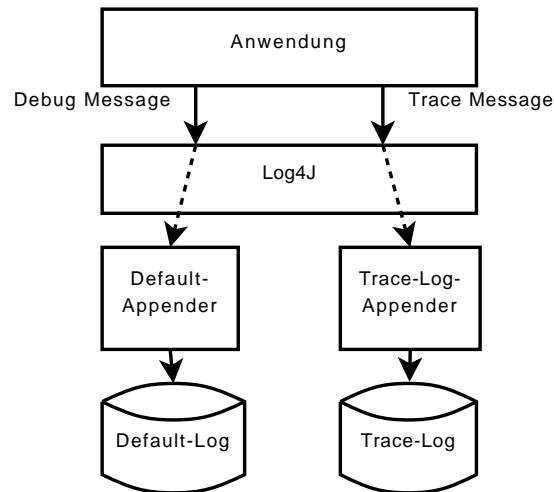 Anwendung
Debug Message
Trace Message
Log4J
Default-
Appender
Trace-Log-
Appender
Default-Log
Trace-Log